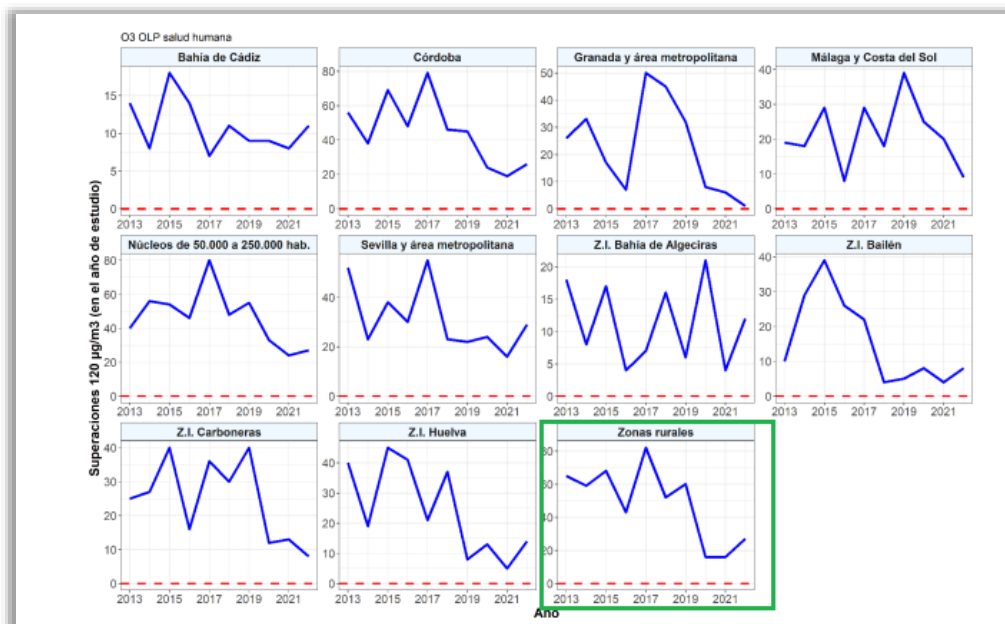 O3 OLP salud humana
Bahía de Cádiz
Córdoba
Granada y área metropolitana
Málaga y Costa del Sol
15
10
5
0
2013 2015 2017 2019 2021
80
60
40
20
0
2013 2015 2017 2019 2021
50
40
30
20
10
0
2013 2015 2017 2019 2021
40
30
20
10
0
2013 2015 2017 2019 2021
Superaciones 120 µg/m3 (en el año de estudio)
Núcleos de 50.000 a 250.000 hab.
Sevilla y área metropolitana
Z.I. Bahía de Algeciras
Z.I. Bailén
80
60
40
20
0
2013 2015 2017 2019 2021
40
20
0
2013 2015 2017 2019 2021
20
15
10
5
0
2013 2015 2017 2019 2021
40
30
20
10
0
2013 2015 2017 2019 2021
Z.I. Carboneras
Z.I. Huelva
Zonas rurales
40
30
20
10
0
2013 2015 2017 2019 2021
40
30
20
10
0
2013 2015 2017 2019 2021
60
40
20
0
2013 2015 2017 2019 2021
Año